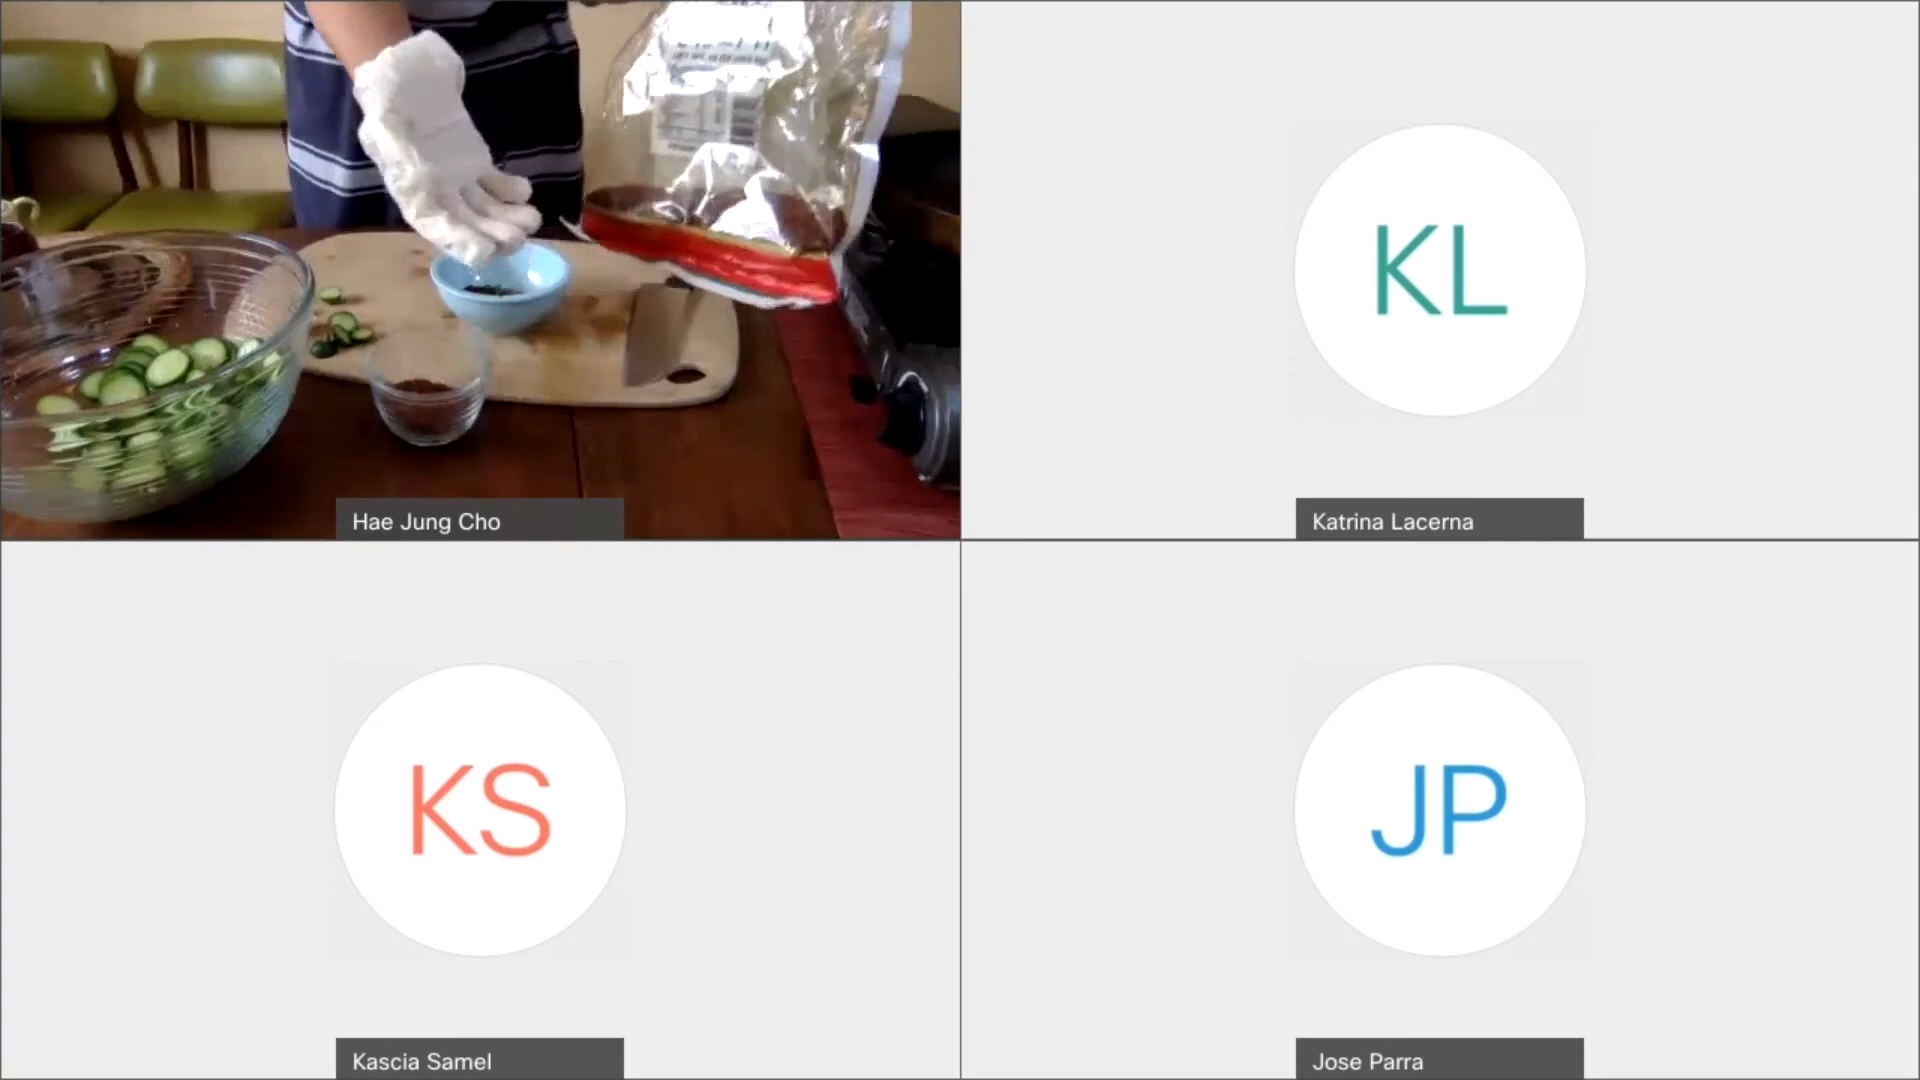 Hae Jung Cho
KL
Katrina Lacerna
KS
Kascia Samel
JP
Jose Parra